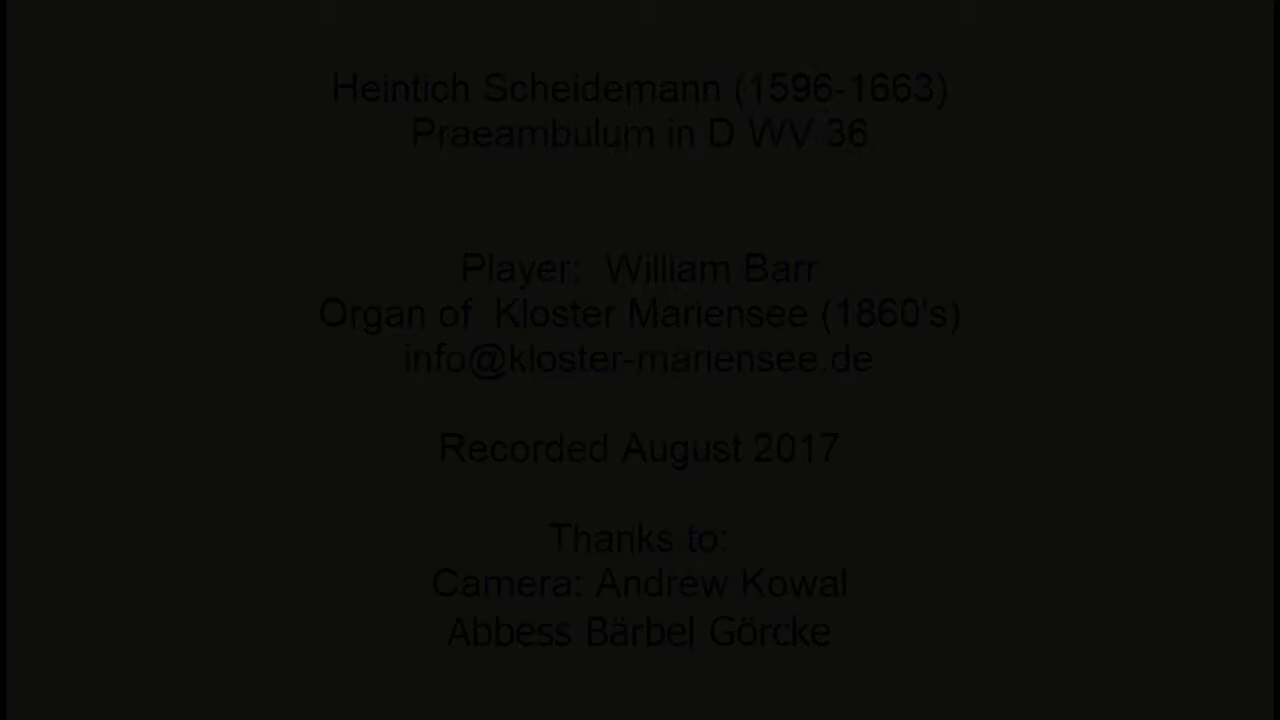 Heintich Scheidemann (1596-1663)
Praeambulum in D WV 36
Player:  William Barr
Organ of  Kloster Mariensee (1860's)
info@kloster-mariensee.de
Recorded August 2017
Thanks to:
Camera: Andrew Kowal
Abbess Bärbel Görcke